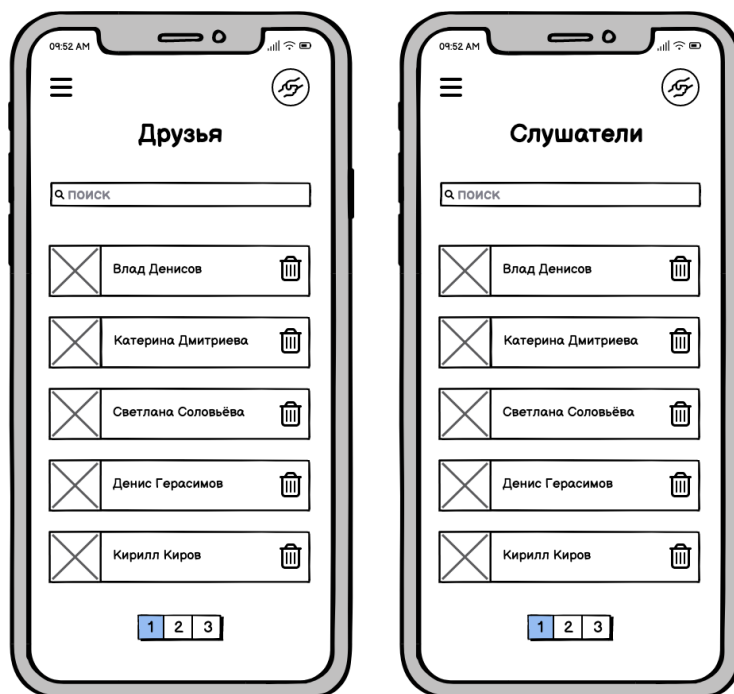 09:52 AM
Друзья
поиск
Влад Денисов
Катерина Дмитриева
Светлана Соловьёва
Денис Герасимов
Кирилл Киров
1 2 3
09:52 AM
Слушатели
поиск
Влад Денисов
Катерина Дмитриева
Светлана Соловьёва
Денис Герасимов
Кирилл Киров
1 2 3